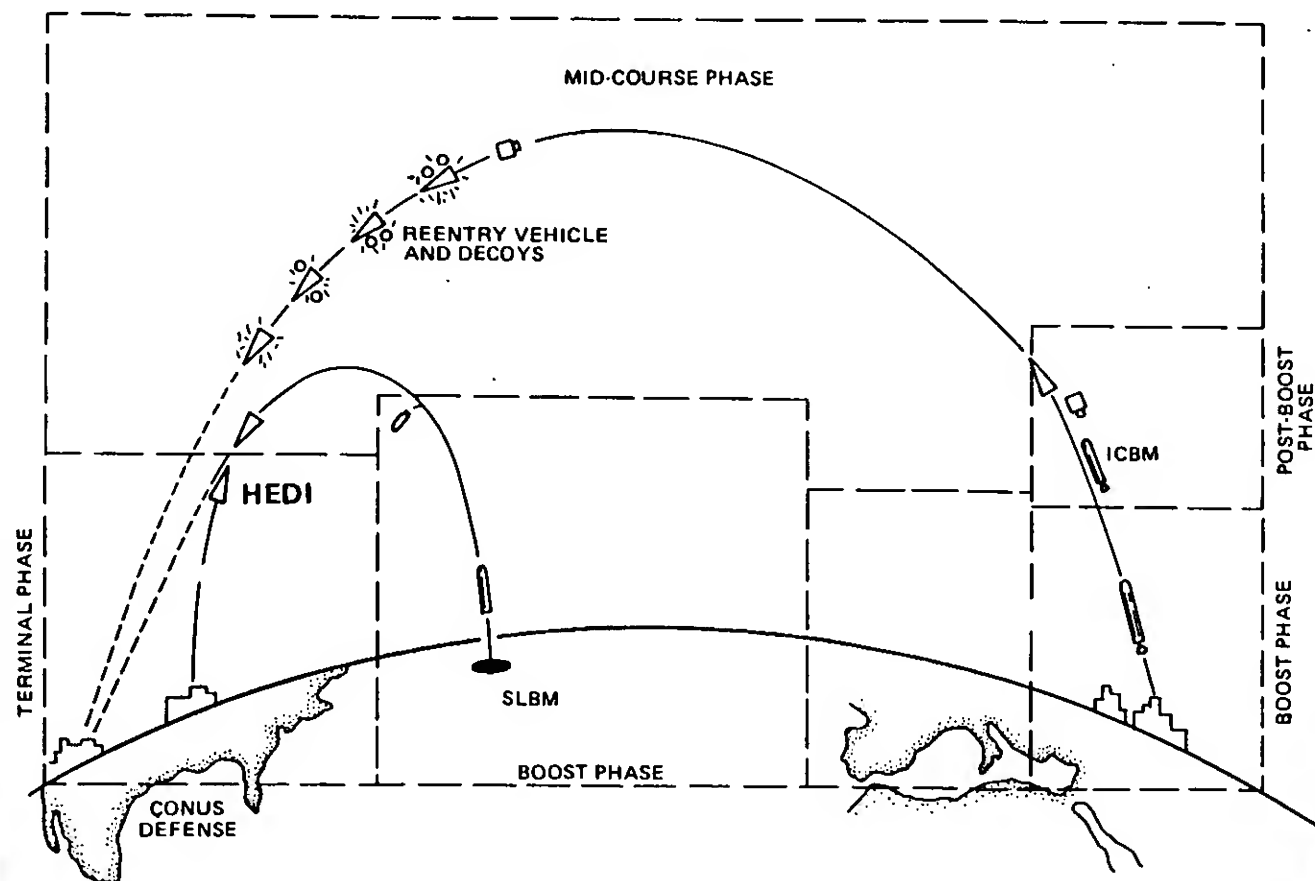 MID-COURSE PHASE
REENTRY VEHICLE
AND DECOYS
POST-BOOST
PHASE
ICBM
HEDI
TERMINAL PHASE
BOOST PHASE
SLBM
BOOST PHASE
CONUS
DEFENSE